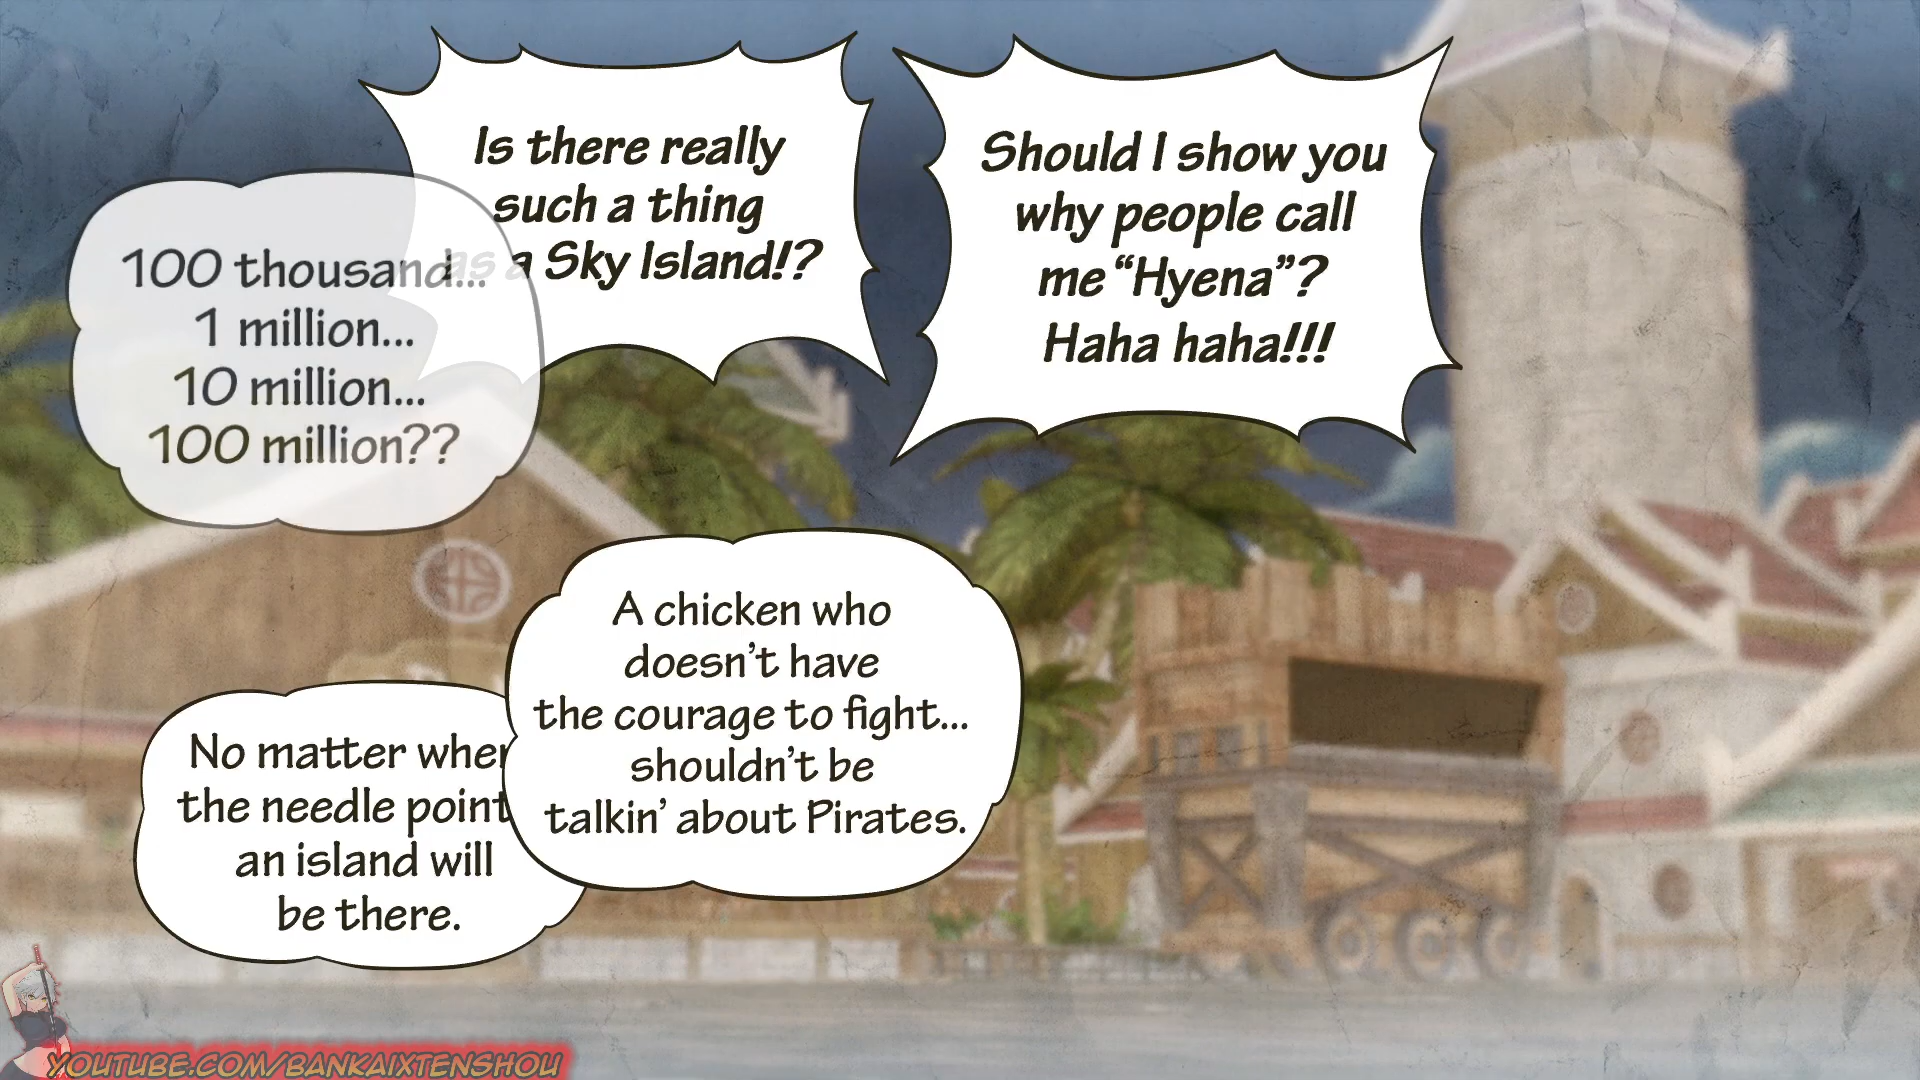 Is there really
such a thing
as a Sky Island!?
Should I show you
why people call
me “Hyena”?
Haha haha!!!
100 thousand...
1 million...
10 million...
100 million??
A chicken who
doesn’t have
the courage to fight...
shouldn’t be
talkin’ about Pirates.
No matter wher
the needle point
an island will
be there.
YOUTUBE.COM/BANKAIXTENSHOU